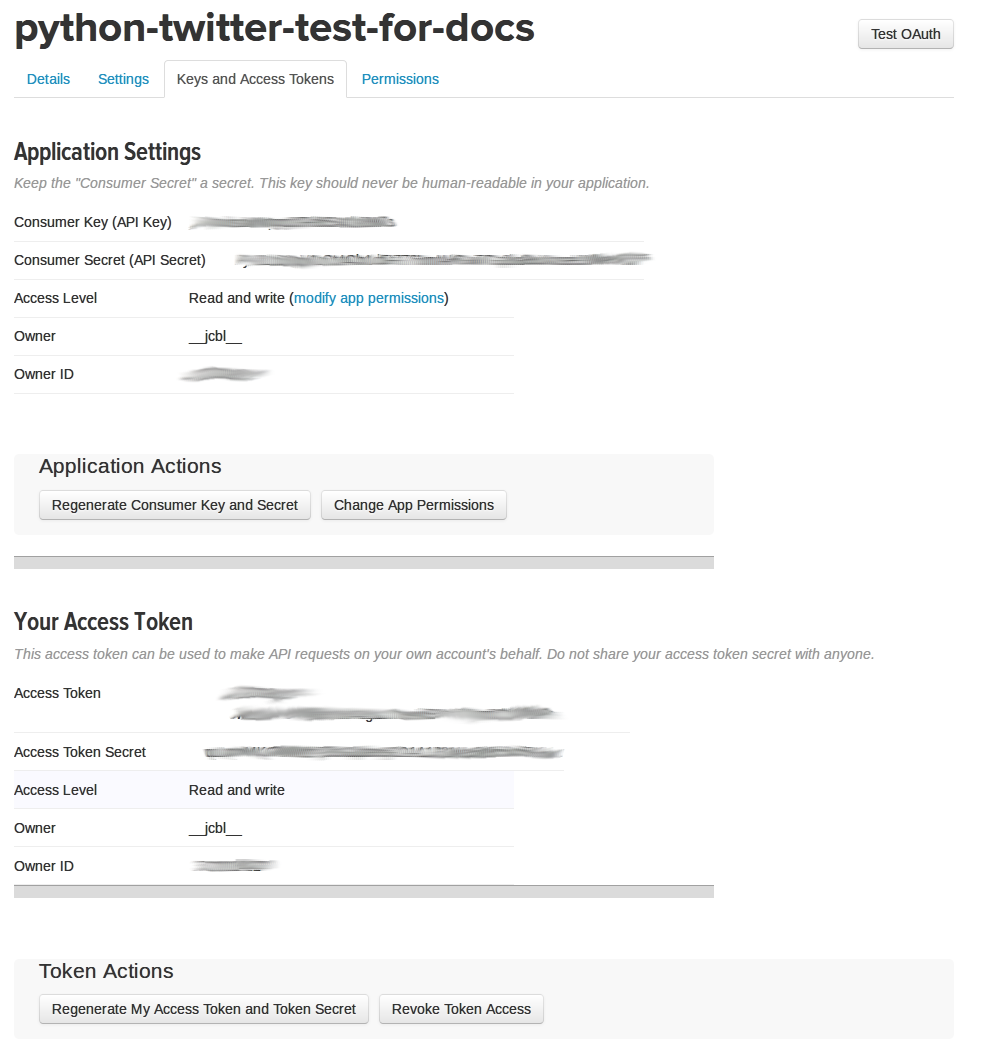 python-twitter-test-for-docs
Test OAuth
Details Settings Keys and Access Tokens Permissions
Application Settings
Keep the "Consumer Secret" a secret. This key should never be human-readable in your application.
Consumer Key (API Key)
Consumer Secret (API Secret)
Access Level Read and write (modify app permissions)
Owner __jcbl__
Owner ID
Application Actions
Regenerate Consumer Key and Secret Change App Permissions
Your Access Token
This access token can be used to make API requests on your own account's behalf. Do not share your access token secret with anyone.
Access Token
Access Token Secret
Access Level Read and write
Owner __jcbl__
Owner ID
Token Actions
Regenerate My Access Token and Token Secret Revoke Token Access